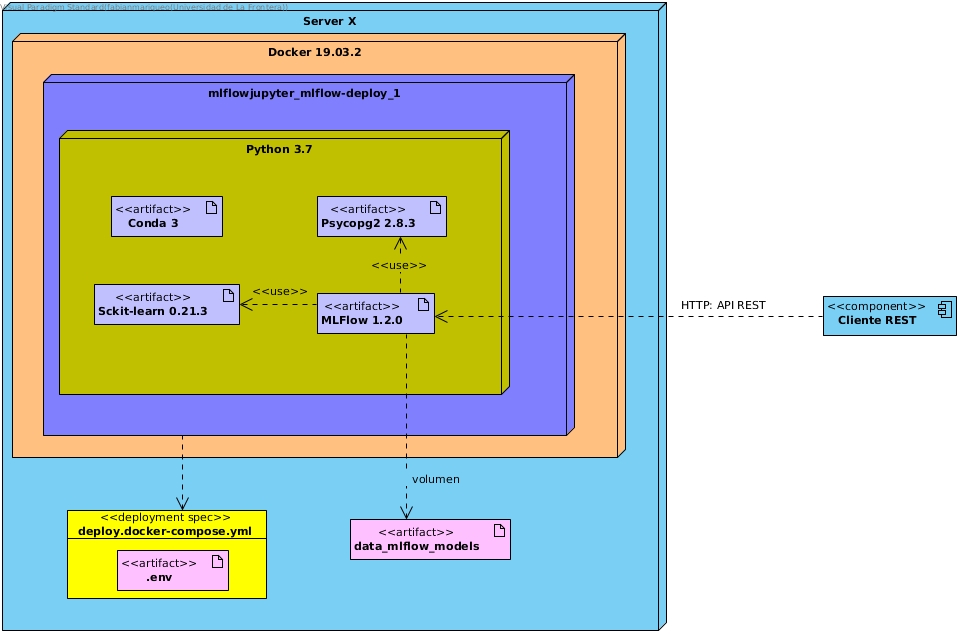 Visual Paradigm Standard(fabianmariqueo(Universidad de La Frontera))
Server X
Docker 19.03.2
mlflowjupyter_mlflow-deploy_1
Python 3.7
<<artifact>>
Conda 3
<<artifact>>
Psycopg2 2.8.3
<<use>>
<<artifact>>
Sckit-learn 0.21.3
<<use>>
<<artifact>>
MLFlow 1.2.0
HTTP: API REST
<<component>>
Cliente REST
volumen
<<deployment spec>>
deploy.docker-compose.yml
<<artifact>>
.env
<<artifact>>
data_mlflow_models